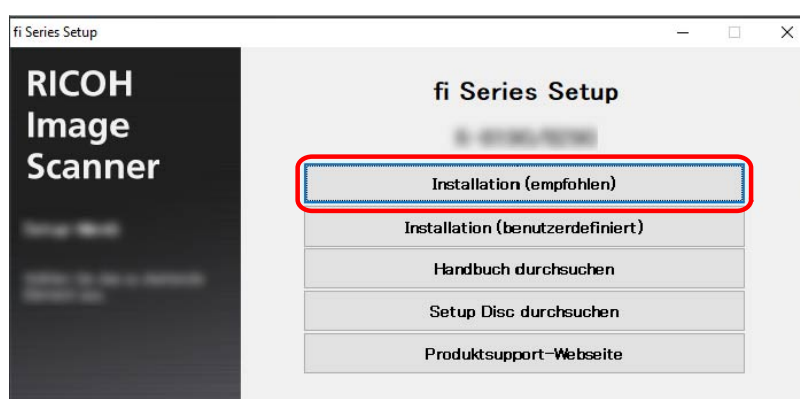 fi Series Setup
RICOH
Image
Scanner
fi Series Setup
Installation (empfohlen)
Installation (benutzerdefiniert)
Handbuch durchsuchen
Setup Disc durchsuchen
Produktsupport-Webseite